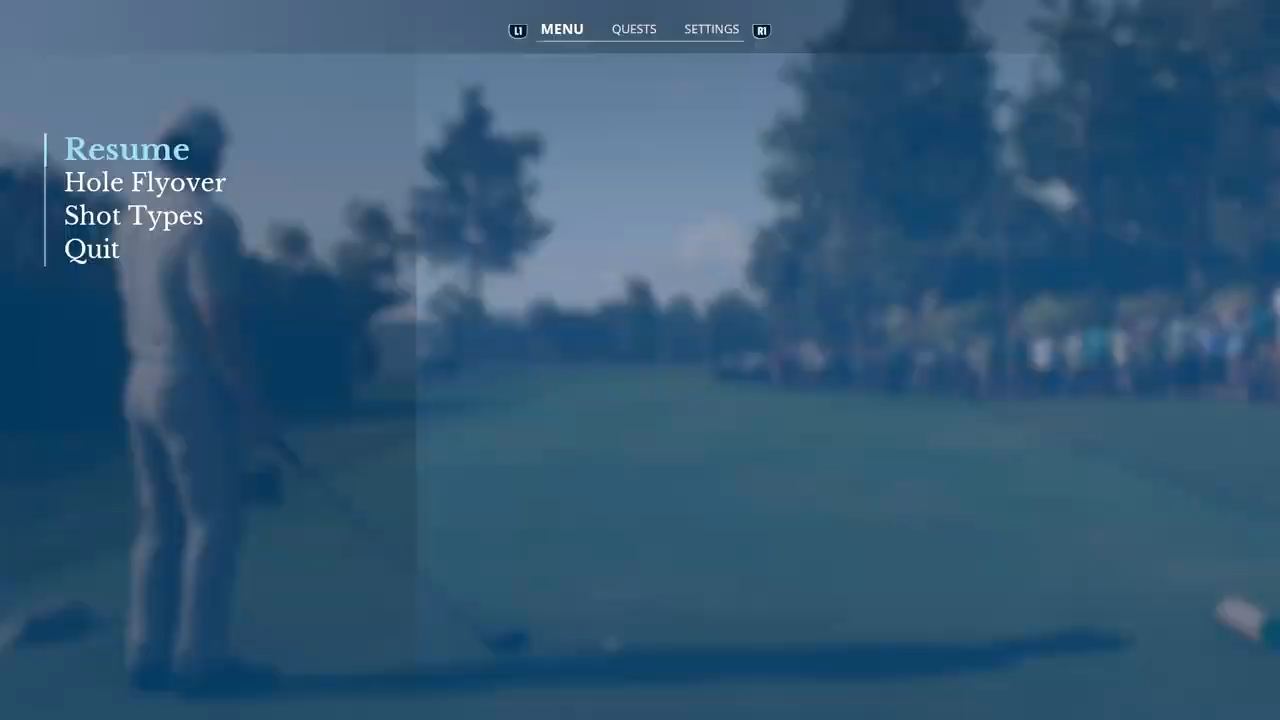 L1 MENU QUESTS SETTINGS R1
Resume
Hole Flyover
Shot Types
Quit